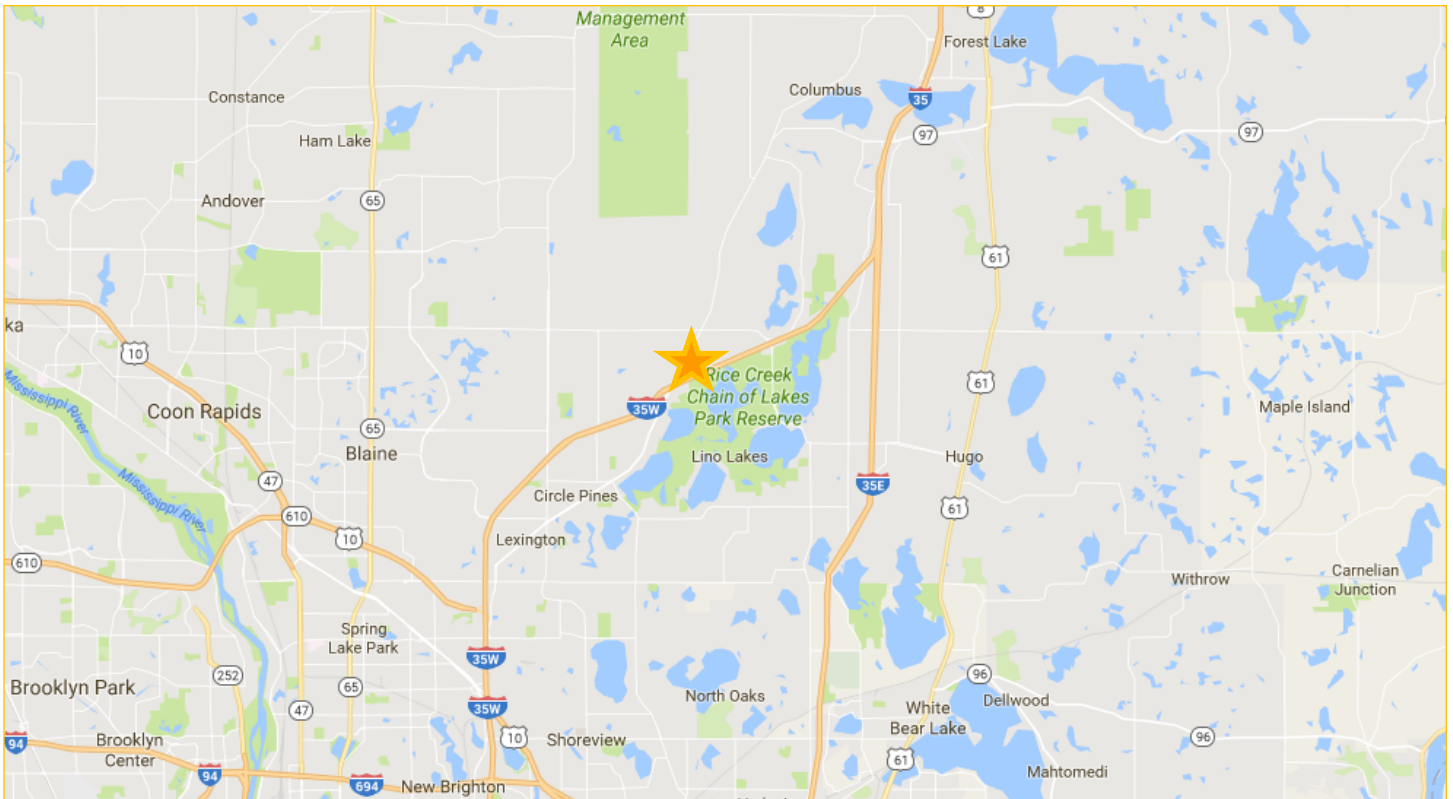 Management
Area
8
Forest Lake
Constance
Columbus
35
97
97
Ham Lake
65
Andover
61
ka
10
Rice Creek
Chain of Lakes
Park Reserve
61
Mississippi River
Coon Rapids
35W
Maple Island
65
Blaine
Lino Lakes
Hugo
47
35E
Mississippi River
Circle Pines
61
610
10
Lexington
610
Withrow
Carnelian
Junction
Spring
Lake Park
35W
252
96
Brooklyn Park
65
North Oaks
Dellwood
47
35W
White
Bear Lake
10
Shoreview
96
94
Brooklyn
Center
61
94
694
New Brighton
Mahtomedi